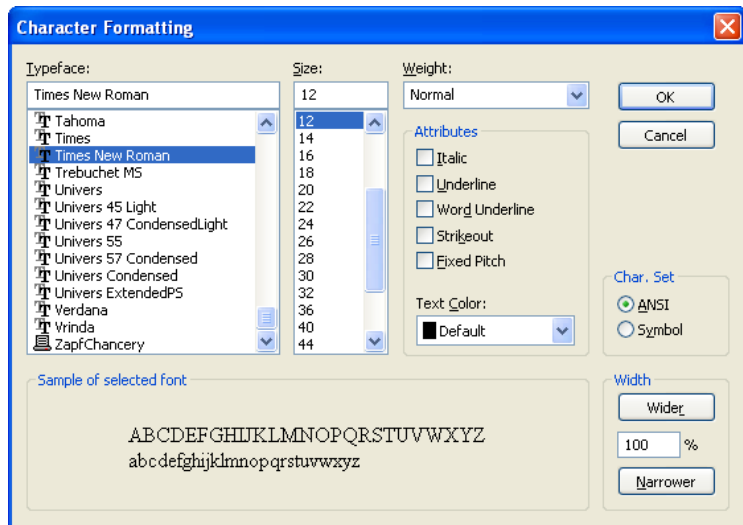 Character Formatting
Typeface:
Times New Roman
Tahoma
Times
Times New Roman
Trebuchet MS
Univers
Univers 45 Light
Univers 47 CondensedLight
Univers 55
Univers 57 Condensed
Univers Condensed
Univers ExtendedPS
Verdana
Vrinda
ZapfChancery
Size:
12
12
14
16
18
20
22
24
26
28
30
32
36
40
44
Weight:
Normal
Attributes
Italic
Underline
Word Underline
Strikeout
Fixed Pitch
Text Color:
Default
OK
Cancel
Char. Set
ANSI
Symbol
Sample of selected font
ABCDEFGHIJKLMNOPQRSTUVWXYZ
abcdefghijklmnopqrstuvwxyz
Width
Wider
100 %
Narrower